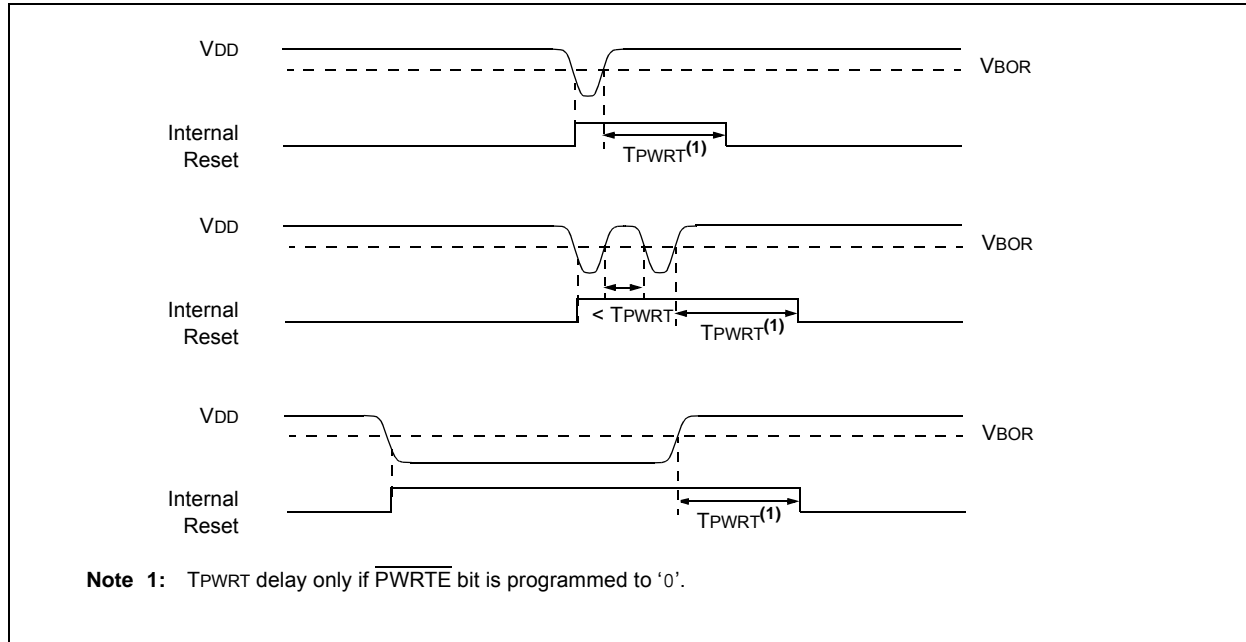 VDD
VBOR
Internal
Reset
TPWRT(1)
VDD
VBOR
Internal
Reset
< TPWRT
TPWRT(1)
VDD
VBOR
Internal
Reset
TPWRT(1)
Note 1: TPWRT delay only if P̅W̅R̅T̅E̅ bit is programmed to ‘0’.